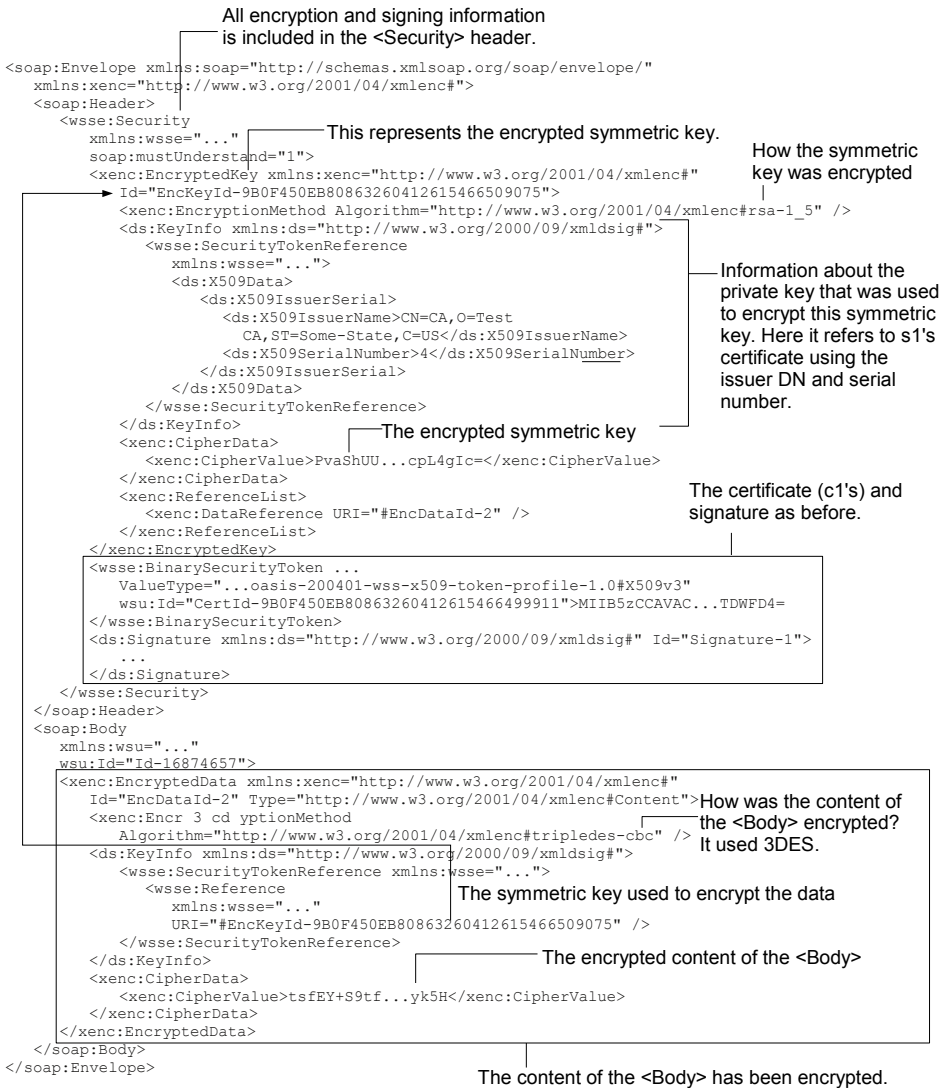 All encryption and signing information
is included in the <Security> header.
<soap:Envelope xmlns:soap="http://schemas.xmlsoap.org/soap/envelope/"
xmlns:xenc="http://www.w3.org/2001/04/xmlenc#">
<soap:Header>
<wsse:Security
xmlns:wsse="..."
soap:mustUnderstand="1">
This represents the encrypted symmetric key.
How the symmetric
key was encrypted
<xenc:EncryptedKey xmlns:xenc="http://www.w3.org/2001/04/xmlenc#"
Id="EncKeyId-9B0F450EB80863260412615466509075">
<xenc:EncryptionMethod Algorithm="http://www.w3.org/2001/04/xmlenc#rsa-1_5" />
<ds:KeyInfo xmlns:ds="http://www.w3.org/2000/09/xmldsig#">
<wsse:SecurityTokenReference
xmlns:wsse="...">
<ds:X509Data>
<ds:X509IssuerSerial>
<ds:X509IssuerName>CN=CA,O=Test
CA,ST=Some-State,C=US</ds:X509IssuerName>
<ds:X509SerialNumber>4</ds:X509SerialNumber>
</ds:X509IssuerSerial>
</ds:X509Data>
</wsse:SecurityTokenReference>
</ds:KeyInfo>
Information about the
private key that was used
to encrypt this symmetric
key. Here it refers to s1's
certificate using the
issuer DN and serial
number.
The encrypted symmetric key
<xenc:CipherData>
<xenc:CipherValue>PvaShUU...cpL4gIc=</xenc:CipherValue>
</xenc:CipherData>
<xenc:ReferenceList>
<xenc:DataReference URI="#EncDataId-2" />
</xenc:ReferenceList>
</xenc:EncryptedKey>
The certificate (c1's) and
signature as before.
<wsse:BinarySecurityToken ...
ValueType="...oasis-200401-wss-x509-token-profile-1.0#X509v3"
wsu:Id="CertId-9B0F450EB80863260412615466499911">MIIB5zCCAVAC...TDWFD4=
</wsse:BinarySecurityToken>
<ds:Signature xmlns:ds="http://www.w3.org/2000/09/xmldsig#" Id="Signature-1">
...
</ds:Signature>
</wsse:Security>
</soap:Header>
<soap:Body
xmlns:wsu="..."
wsu:Id="Id-16874657">
<xenc:EncryptedData xmlns:xenc="http://www.w3.org/2001/04/xmlenc#"
Id="EncDataId-2" Type="http://www.w3.org/2001/04/xmlenc#Content">
<xenc:Encr 3 cd yptionMethod
Algorithm="http://www.w3.org/2001/04/xmlenc#tripledes-cbc" />
How was the content of
the <Body> encrypted?
It used 3DES.
<ds:KeyInfo xmlns:ds="http://www.w3.org/2000/09/xmldsig#">
<wsse:SecurityTokenReference xmlns:wsse="...">
<wsse:Reference
xmlns:wsse="..."
The symmetric key used to encrypt the data
URI="#EncKeyId-9B0F450EB80863260412615466509075" />
</wsse:SecurityTokenReference>
</ds:KeyInfo>
The encrypted content of the <Body>
<xenc:CipherData>
<xenc:CipherValue>tsfEY+S9tf...yk5H</xenc:CipherValue>
</xenc:CipherData>
</xenc:EncryptedData>
</soap:Body>
</soap:Envelope>
The content of the <Body> has been encrypted.